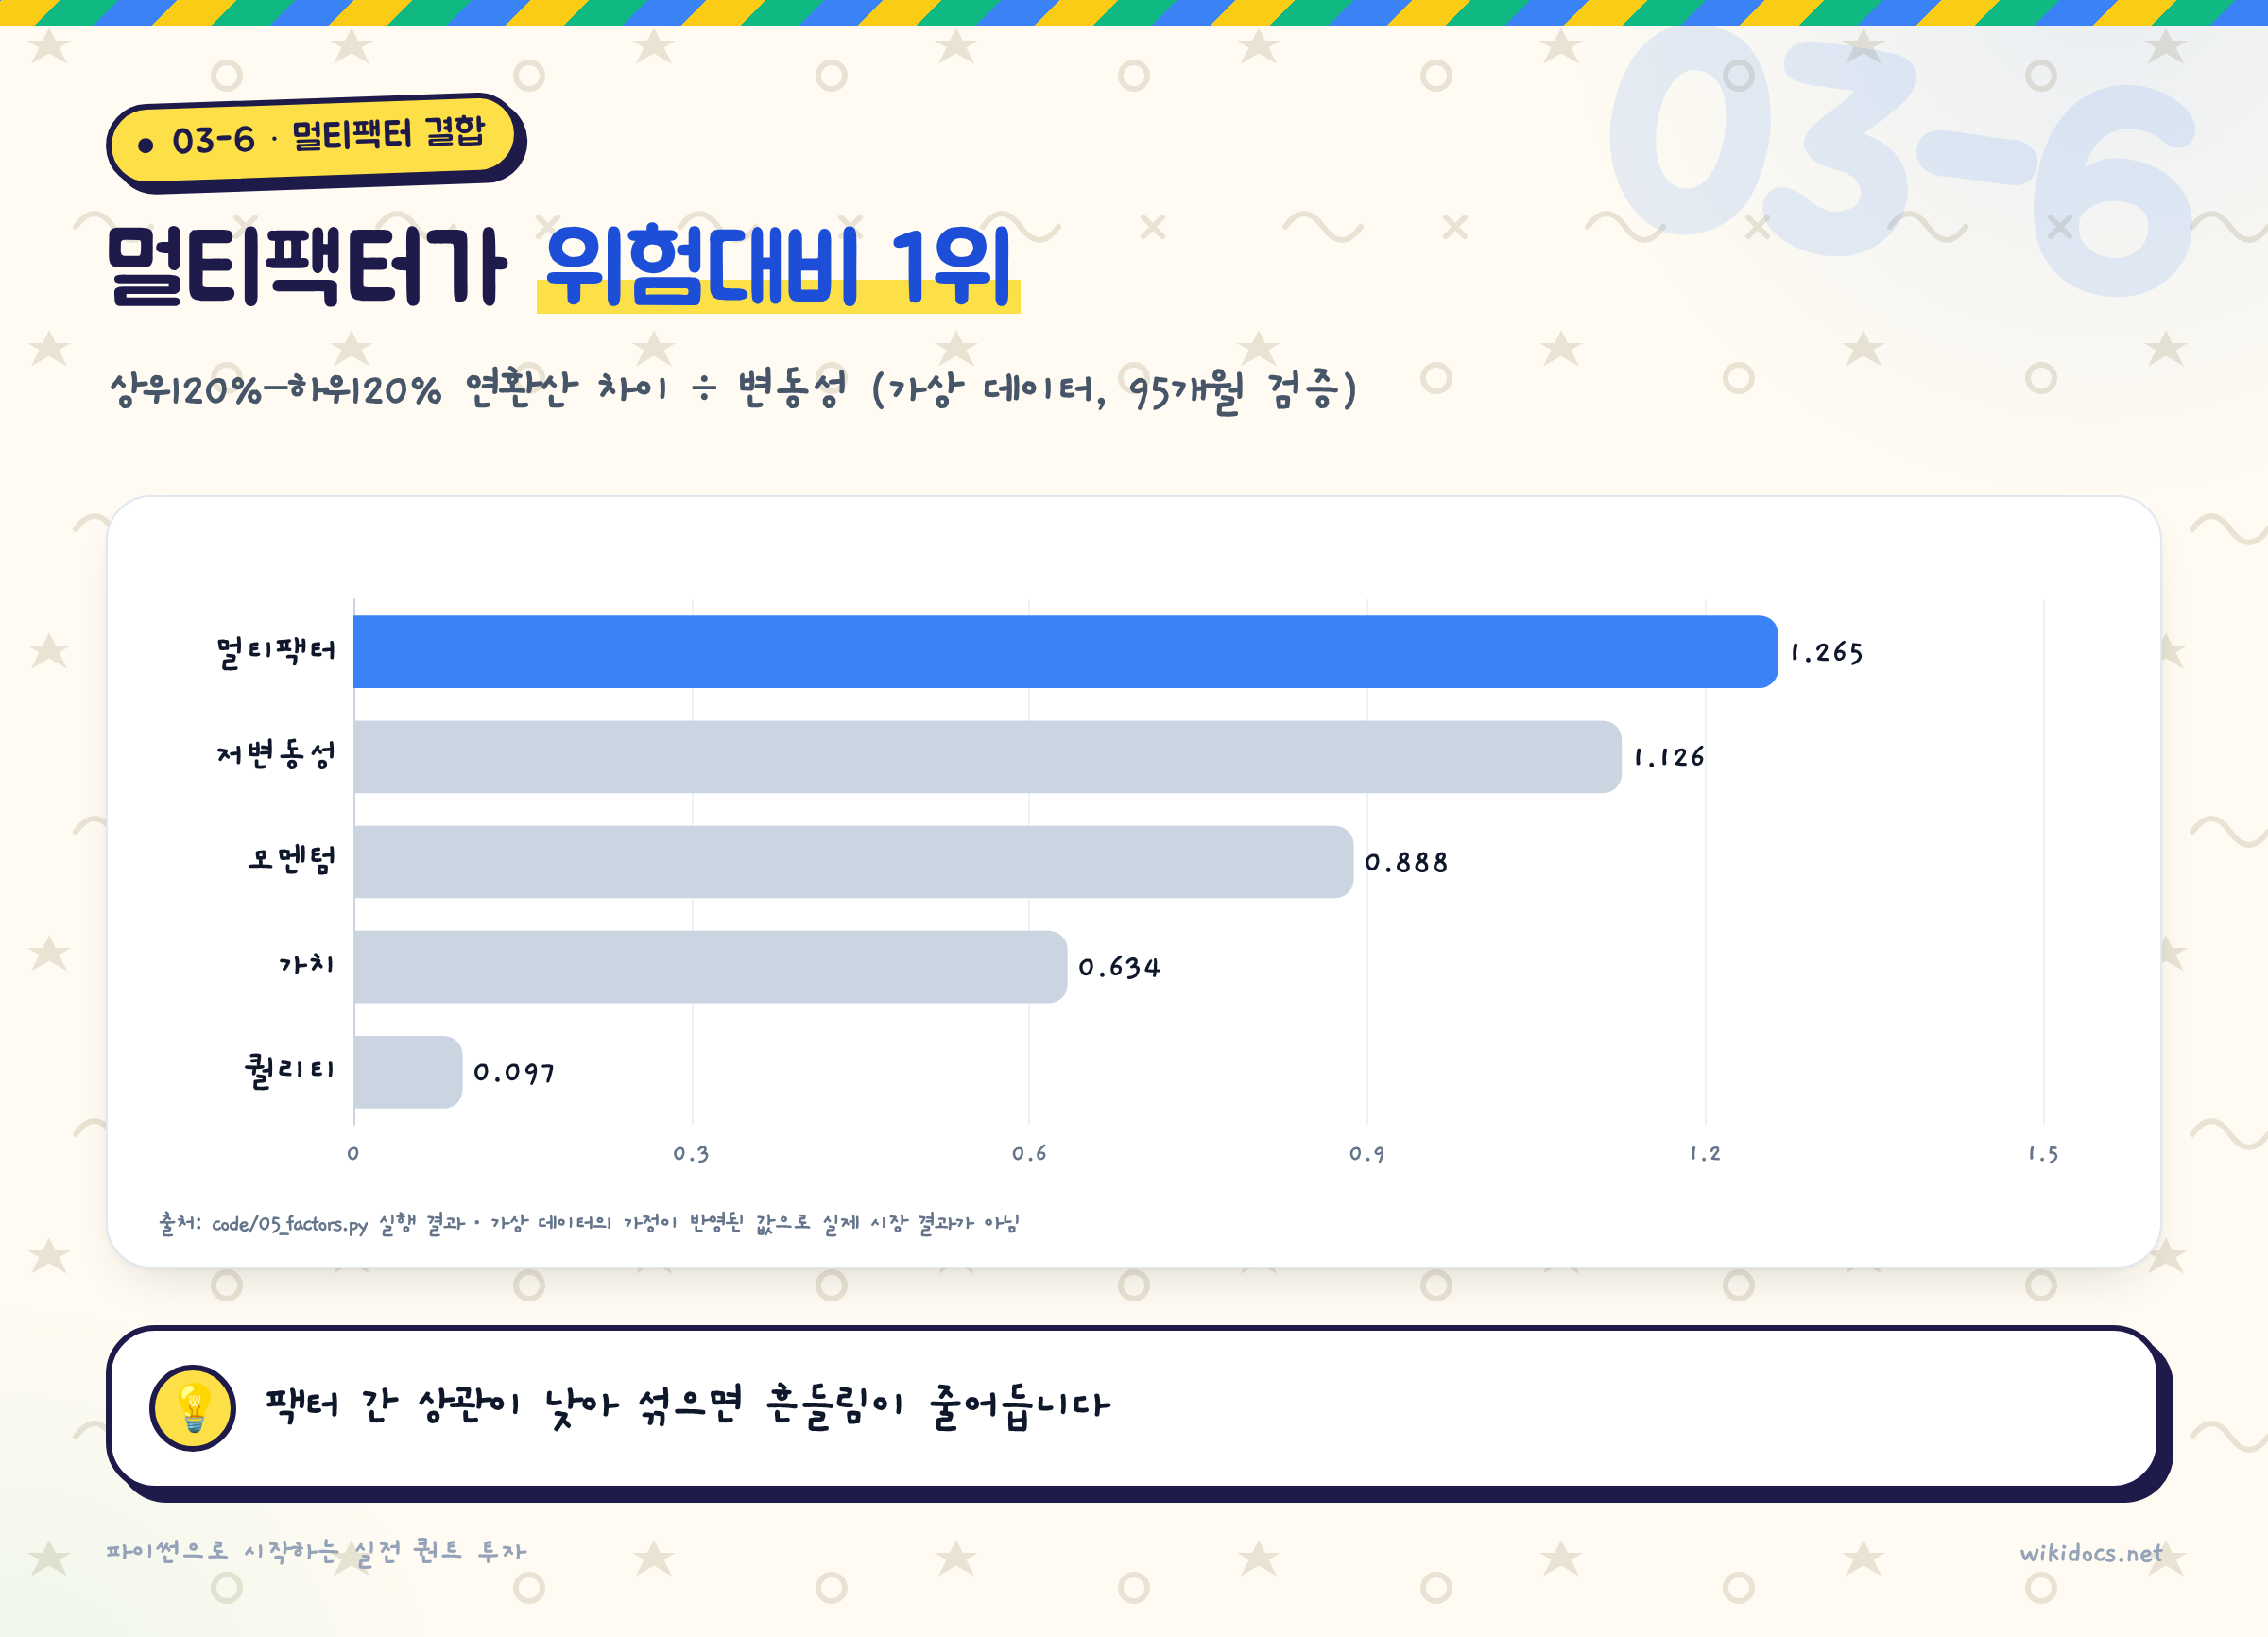 03-6
03-6 · 멀티팩터 결합
멀티팩터가 위험대비 1위
상위20%−하위20% 연환산 차이 ÷ 변동성 (가상 데이터, 95개월 검증)
멀티팩터 1.265
저변동성 1.126
모멘텀 0.888
가치 0.634
퀄리티 0.097
0 0.3 0.6 0.9 1.2 1.5
출처: code/05_factors.py 실행 결과 · 가상 데이터의 가정이 반영된 값으로 실제 시장 결과가 아님
팩터 간 상관이 낮아 섞으면 흔들림이 줄어듭니다
파이썬으로 시작하는 실전 퀀트 투자
wikidocs.net